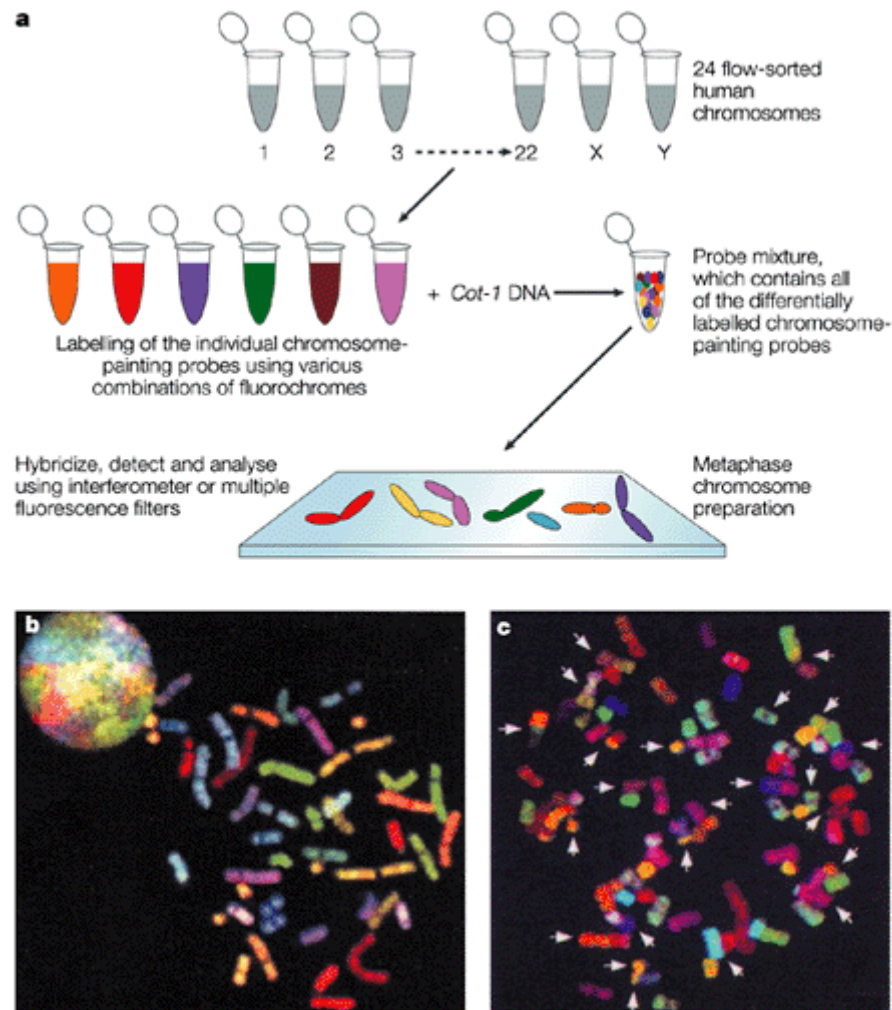 a
24 flow-sorted
human
chromosomes
1 2 3 22 X Y
+ Cot-1 DNA
Probe mixture,
which contains all
of the differentially
labelled chromosome-
painting probes
Labelling of the individual chromosome-
painting probes using various
combinations of fluorochromes
Hybridize, detect and analyse
using interferometer or multiple
fluorescence filters
Metaphase
chromosome
preparation
b
c